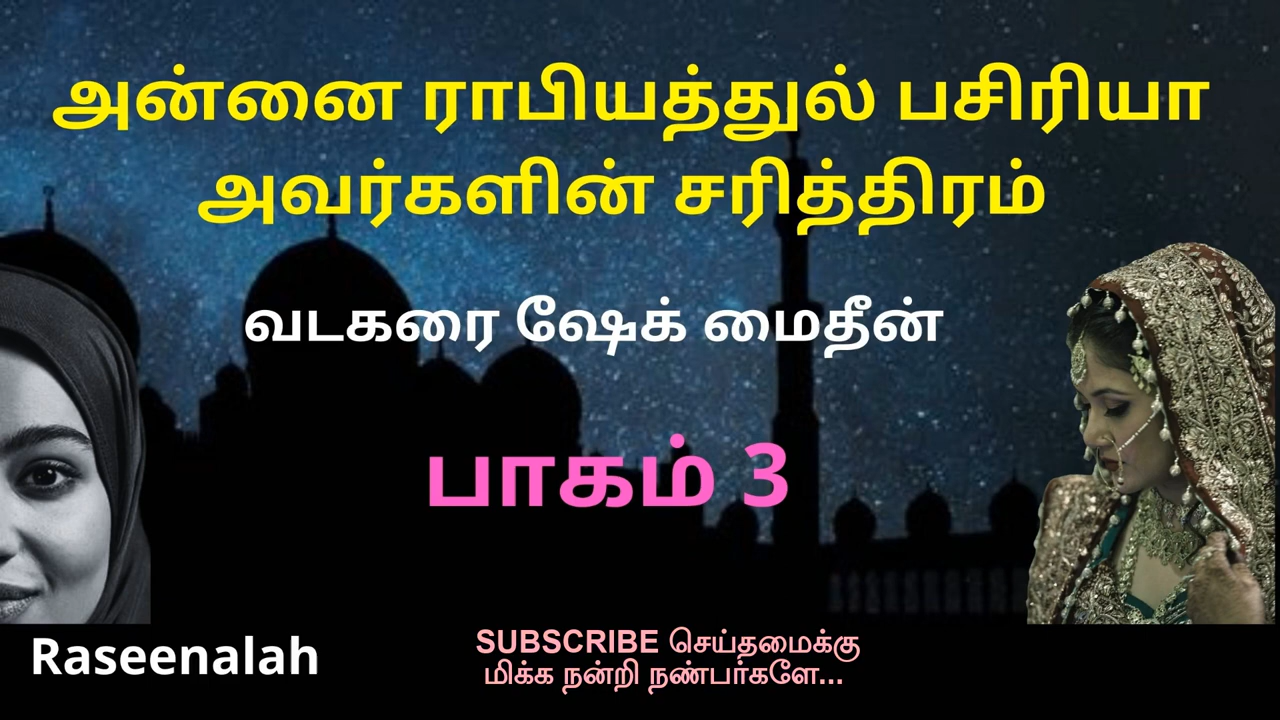 அன்னை ராபியத்துல் பசிரியா
அவர்களின் சரித்திரம்
வடகரை ஷேக் மைதீன்
பாகம் 3
Raseenalah
SUBSCRIBE செய்தமைக்கு
மிக்க நன்றி நண்பர்களே...